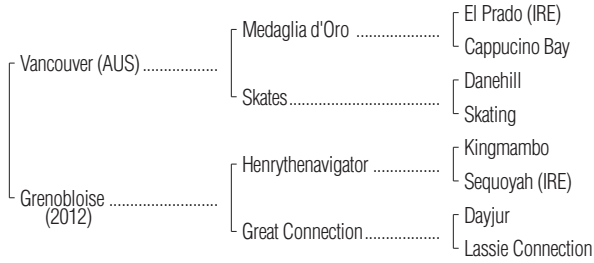 El Prado (IRE)
Medaglia d'Oro ....................
Cappucino Bay
Vancouver (AUS) ..................
Danehill
Skates.....................................
Skating
Kingmambo
Henrythenavigator ................
Sequoyah (IRE)
Grenobloise ..........................
(2012)
Dayjur
Great Connection..................
Lassie Connection